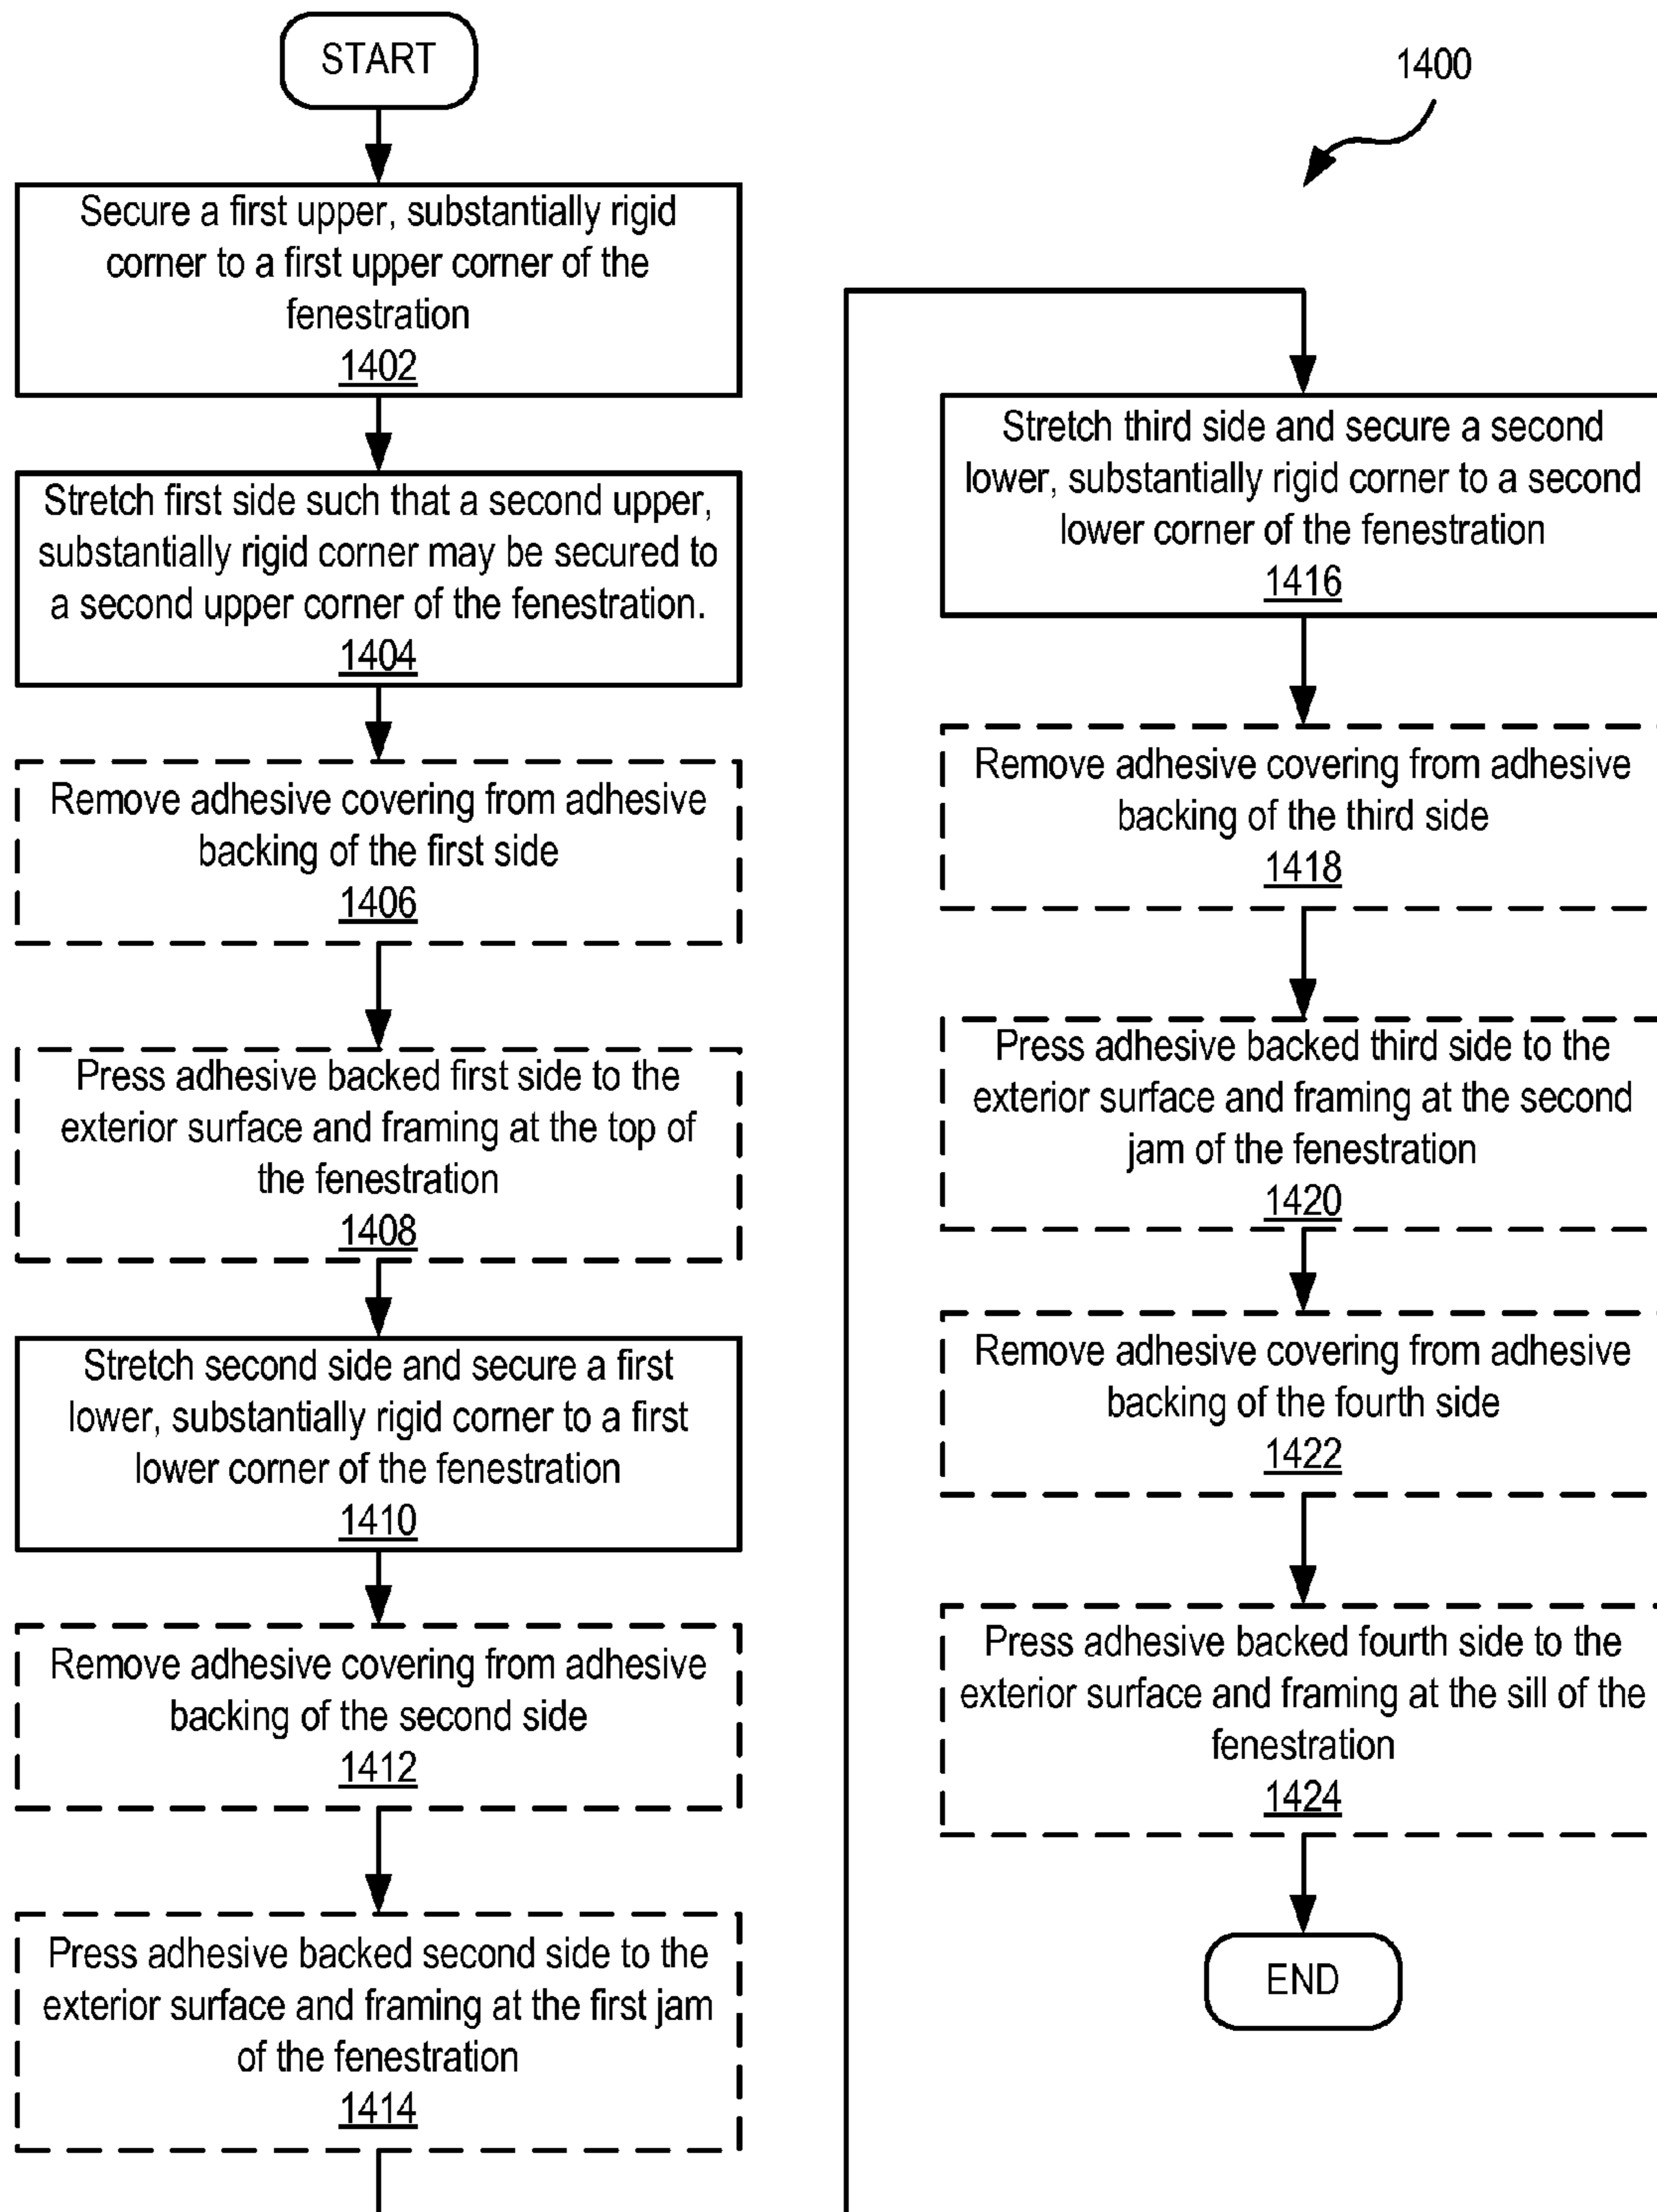 START
Secure a first upper, substantially rigid
corner to a first upper corner of the
fenestration
1402
Stretch first side such that a second upper,
substantially rigid corner may be secured to
a second upper corner of the fenestration.
1404
Remove adhesive covering from adhesive
backing of the first side
1406
Press adhesive backed first side to the
exterior surface and framing at the top of
the fenestration
1408
Stretch second side and secure a first
lower, substantially rigid corner to a first
lower corner of the fenestration
1410
Remove adhesive covering from adhesive
backing of the second side
1412
Press adhesive backed second side to the
exterior surface and framing at the first jam
of the fenestration
1414
1400
Stretch third side and secure a second
lower, substantially rigid corner to a second
lower corner of the fenestration
1416
Remove adhesive covering from adhesive
backing of the third side
1418
Press adhesive backed third side to the
exterior surface and framing at the second
jam of the fenestration
1420
Remove adhesive covering from adhesive
backing of the fourth side
1422
Press adhesive backed fourth side to the
exterior surface and framing at the sill of the
fenestration
1424
END